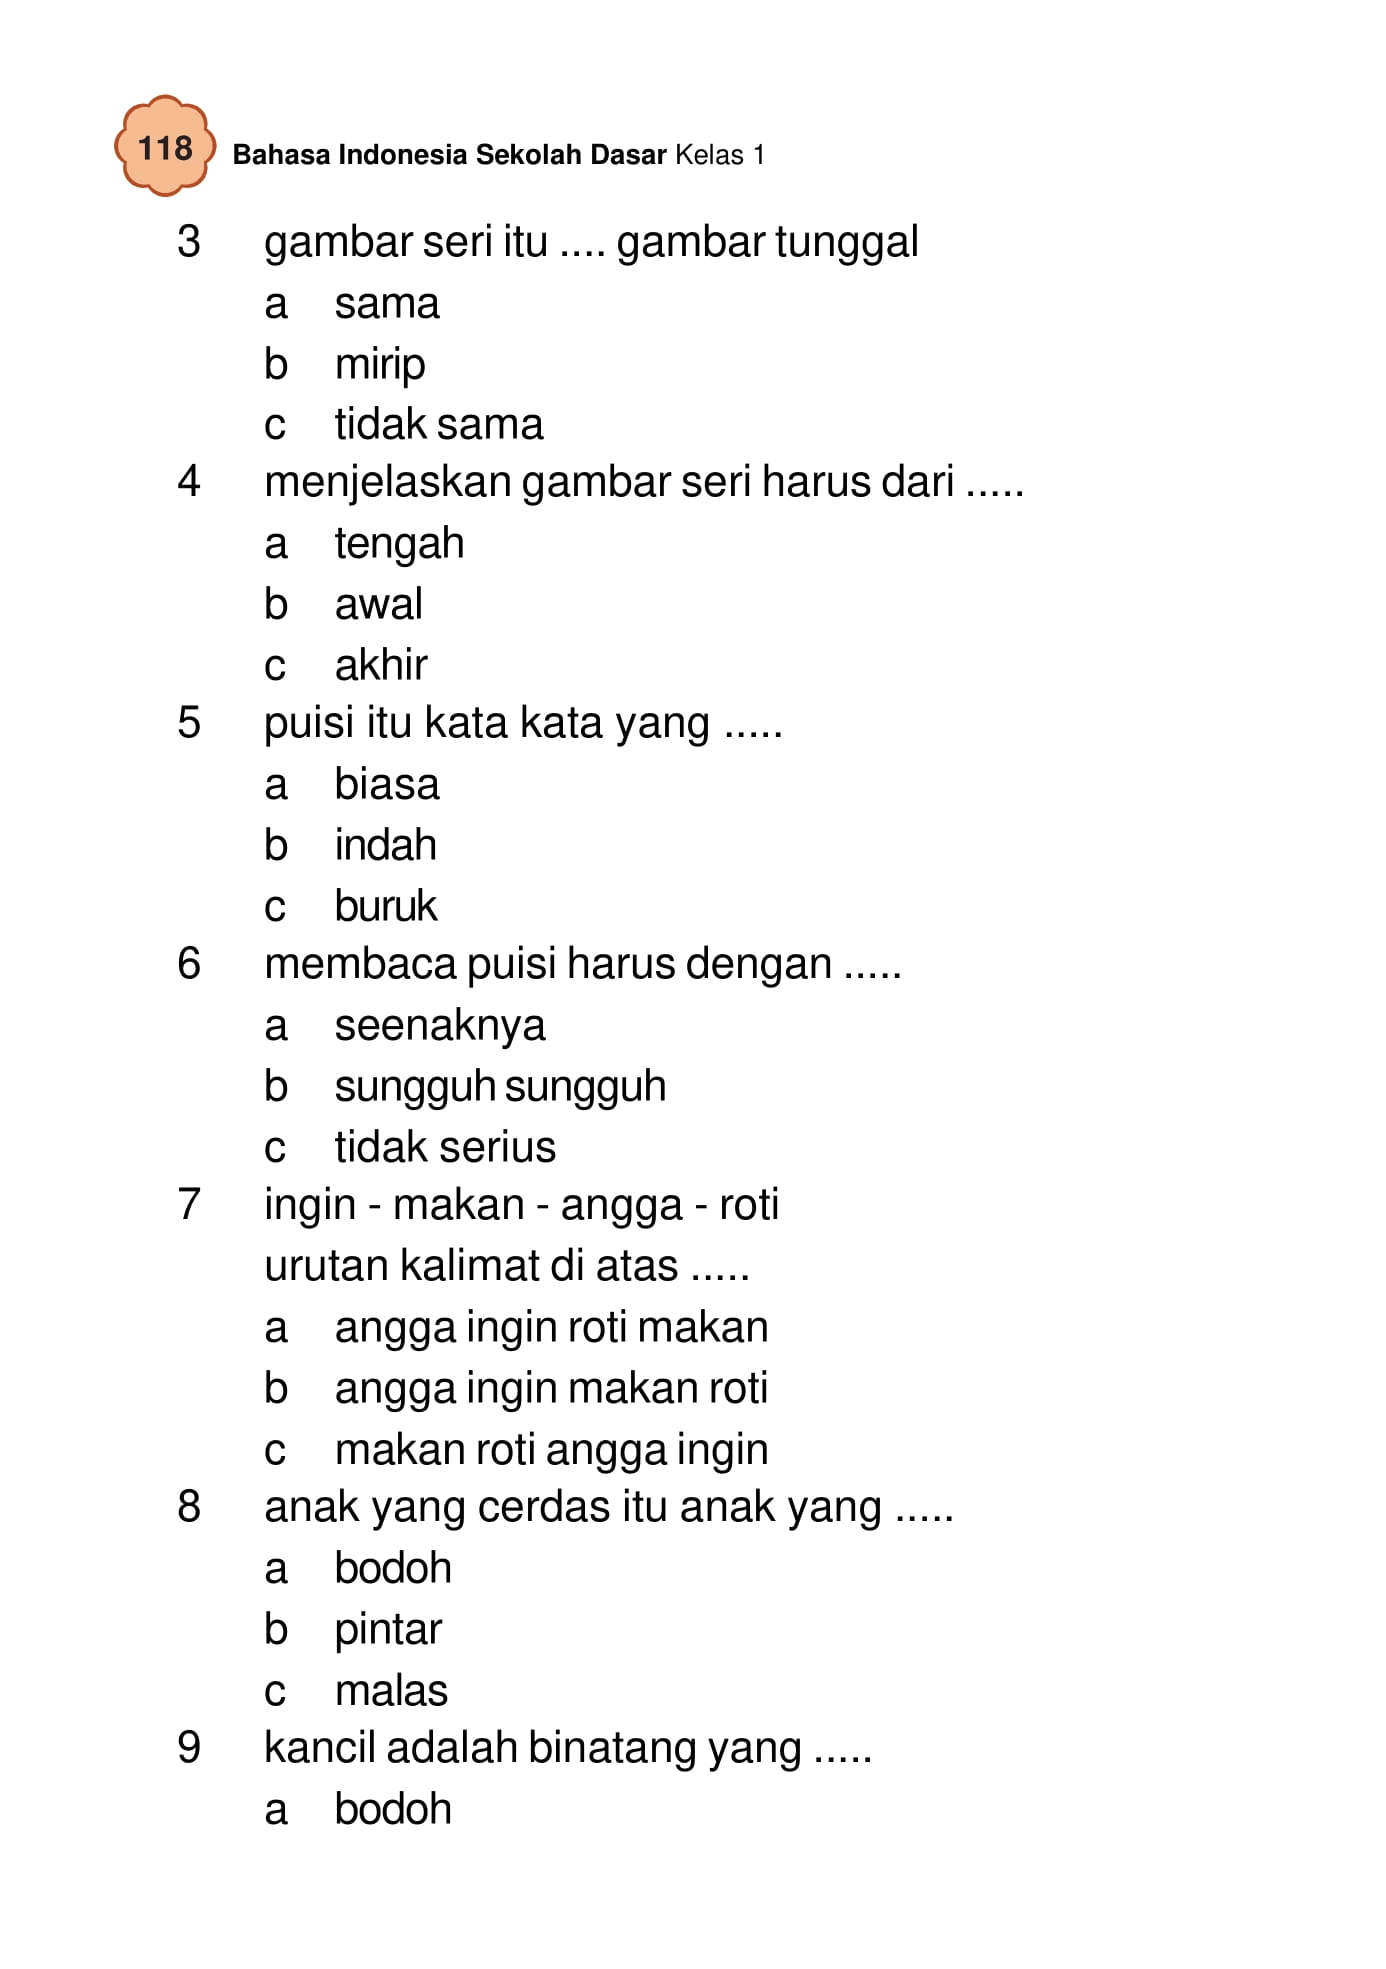 118 Bahasa Indonesia Sekolah Dasar Kelas 1
3 gambar seri itu .... gambar tunggal
a sama
b mirip
c tidak sama
4 menjelaskan gambar seri harus dari .....
a tengah
b awal
c akhir
5 puisi itu kata kata yang .....
a biasa
b indah
c buruk
6 membaca puisi harus dengan .....
a seenaknya
b sungguh sungguh
c tidak serius
7 ingin - makan - angga - roti
urutan kalimat di atas .....
a angga ingin roti makan
b angga ingin makan roti
c makan roti angga ingin
8 anak yang cerdas itu anak yang .....
a bodoh
b pintar
c malas
9 kancil adalah binatang yang .....
a bodoh